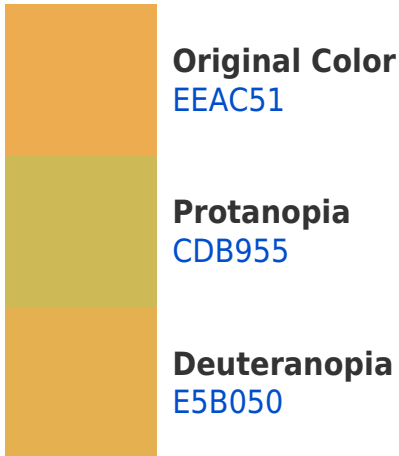 Original Color
EEAC51
Protanopia
CDB955
Deuteranopia
E5B050